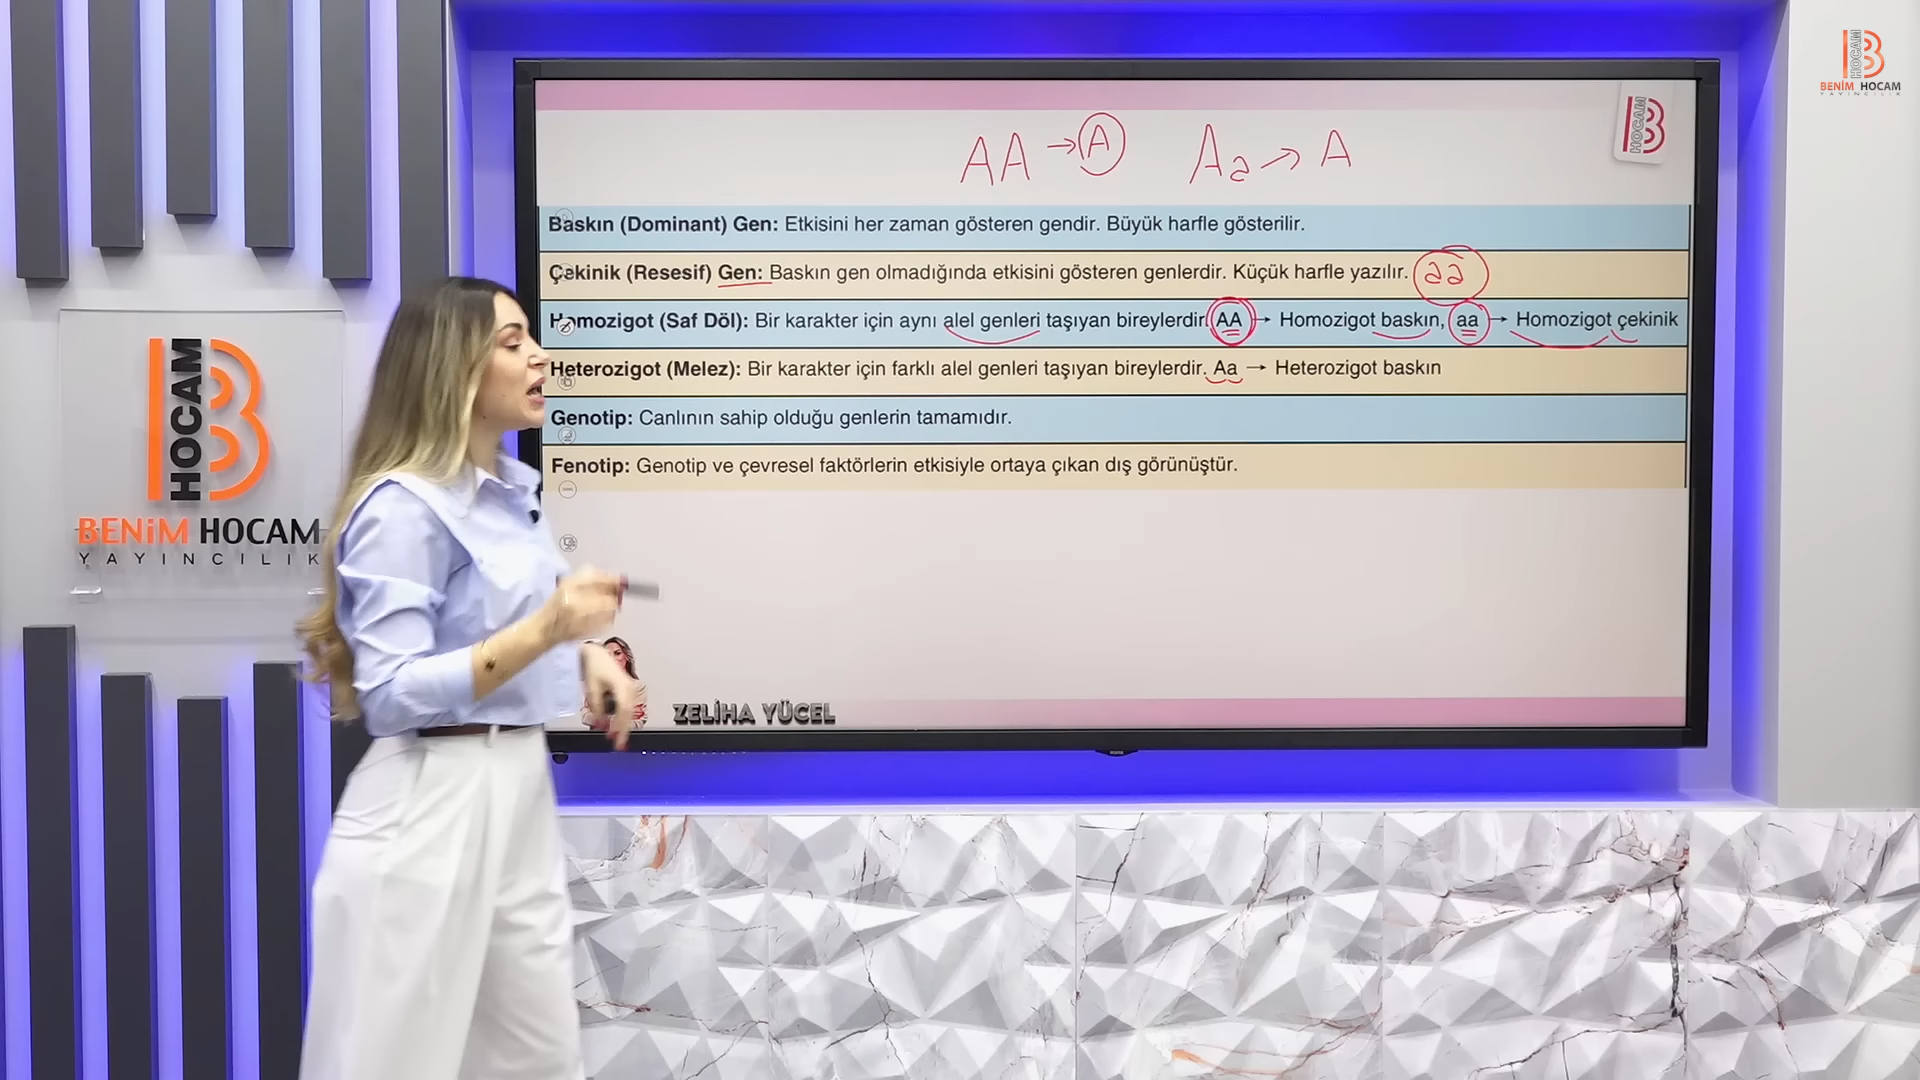 BENİM HOCAM
YAYINCILIK
HOCAM
AA → A Aa → A
Baskın (Dominant) Gen: Etkisini her zaman gösteren gendir. Büyük harfle gösterilir.
Çekinik (Resesif) Gen: Baskın gen olmadığında etkisini gösteren genlerdir. Küçük harfle yazılır. aa
Homozigot (Saf Döl): Bir karakter için aynı alel genleri taşıyan bireylerdir. AA → Homozigot baskın, aa → Homozigot çekinik
Heterozigot (Melez): Bir karakter için farklı alel genleri taşıyan bireylerdir. Aa → Heterozigot baskın
Genotip: Canlının sahip olduğu genlerin tamamıdır.
Fenotip: Genotip ve çevresel faktörlerin etkisiyle ortaya çıkan dış görünüştür.
HOCAM
BENİM HOCAM
YAYINCILIK
ZELİHA YÜCEL